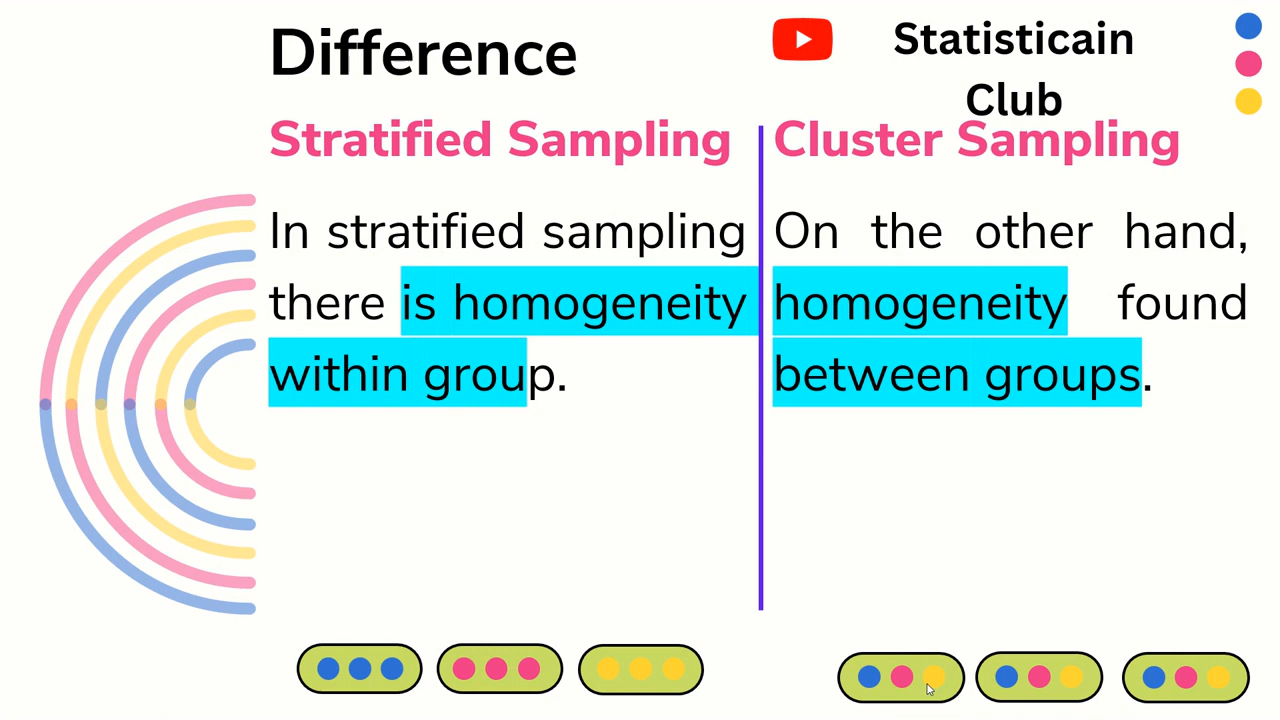 Difference
Statisticain
Club
Stratified Sampling
In stratified sampling
there is homogeneity
within group.
Cluster Sampling
On the other hand,
homogeneity found
between groups.